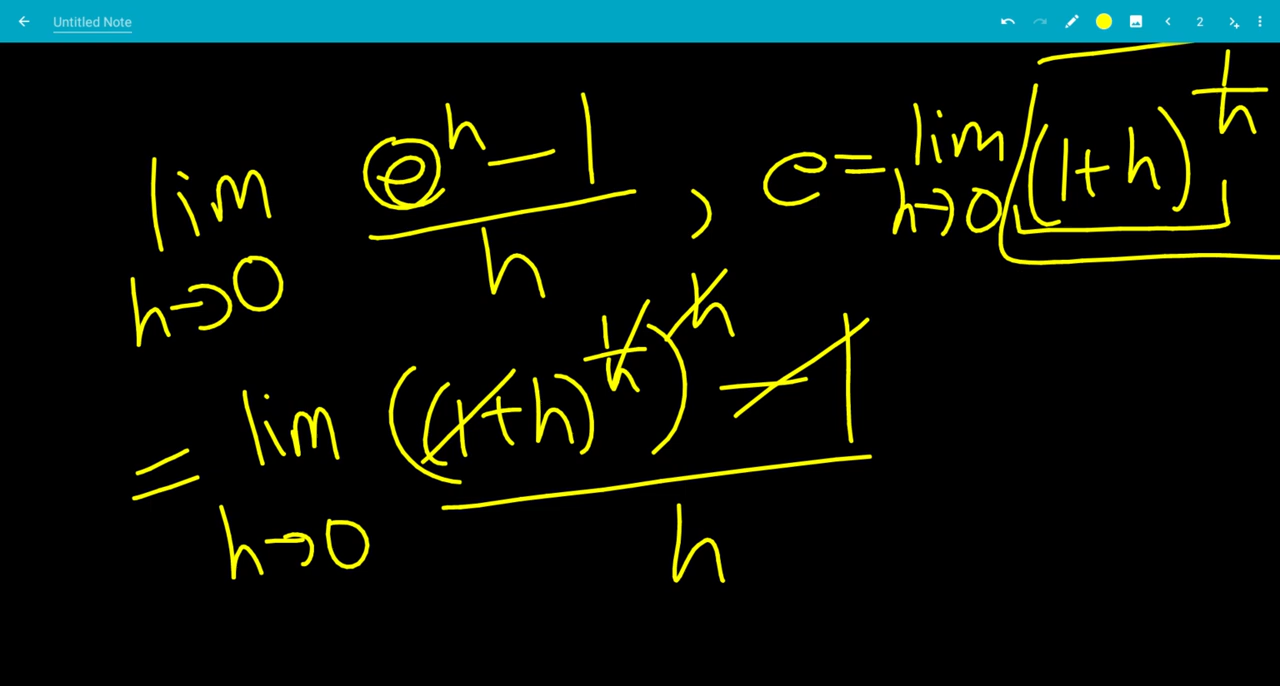 Untitled Note
2
lim h→0 (e^h - 1)/h , e = lim h→0 (1+h)^(1/h)
= lim h→0 (((1+h)^(1/h))^h - 1)/h